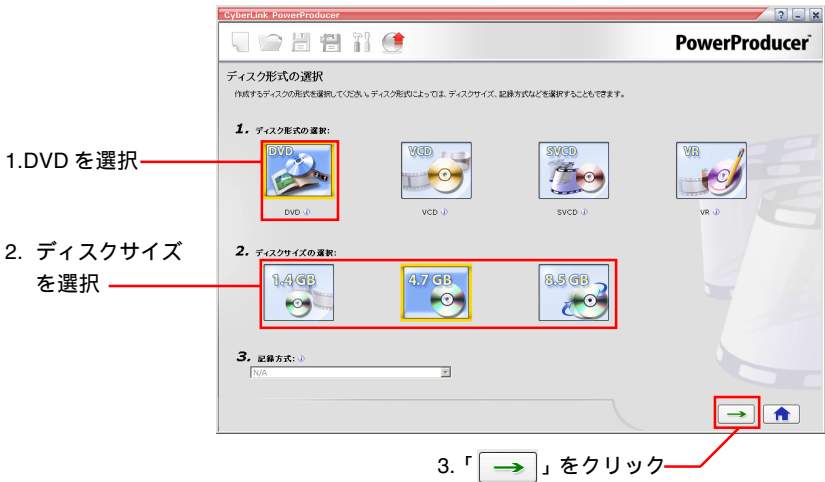 CyberLink PowerProducer
PowerProducer
ディスク形式の選択
作成するディスクの形式を選択してください。ディスク形式によっては、ディスクサイズ、記録方式などを選択することもできます。
1. ディスク形式の選択:
1.DVD を選択
DVD
VCD
SVCD
VR
DVD
VCD
SVCD
VR
2. ディスクサイズ
を選択
2. ディスクサイズの選択:
1.4 GB
4.7 GB
8.5 GB
3. 記録方式:
N/A
3.「 → 」をクリック